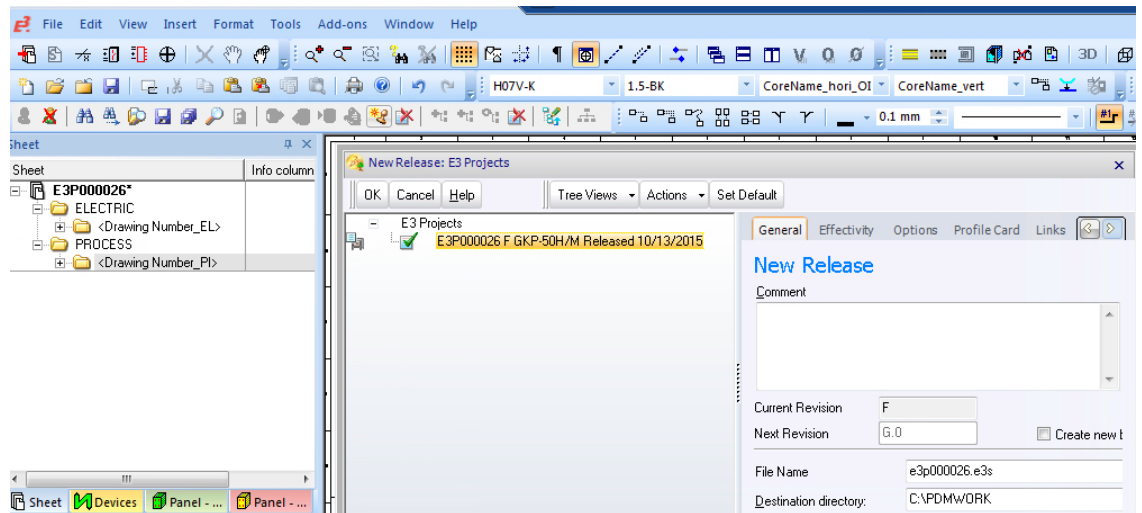 File Edit View Insert Format Tools Add-ons Window Help
3D
H07V-K 1.5-BK CoreName_hori_OI CoreName_vert
0.1 mm
Sheet
Sheet Info column
E3P000026*
ELECTRIC
<Drawing Number_EL>
PROCESS
<Drawing Number_PI>
Sheet Devices Panel - ... Panel - ...
New Release: E3 Projects
OK Cancel Help Tree Views Actions Set Default
E3 Projects
E3P000026 F GKP-50H/M Released 10/13/2015
General Effectivity Options Profile Card Links
New Release
Comment
Current Revision F
Next Revision G.0 Create new
File Name e3p000026.e3s
Destination directory: C:\PDMWORK